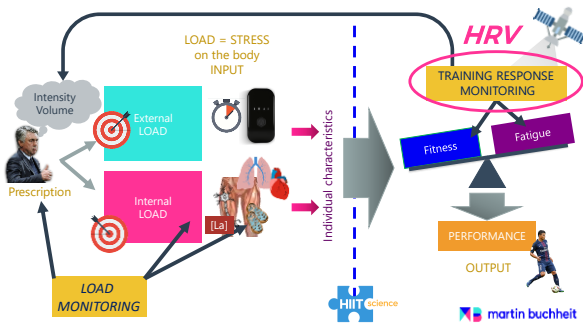 HRV
LOAD = STRESS
on the body
INPUT
TRAINING RESPONSE
MONITORING
Intensity
Volume
External
LOAD
Fitness
Fatigue
Individual characteristics
Prescription
Internal
LOAD
[La]
PERFORMANCE
OUTPUT
LOAD
MONITORING
HIIT science
martin buchheit